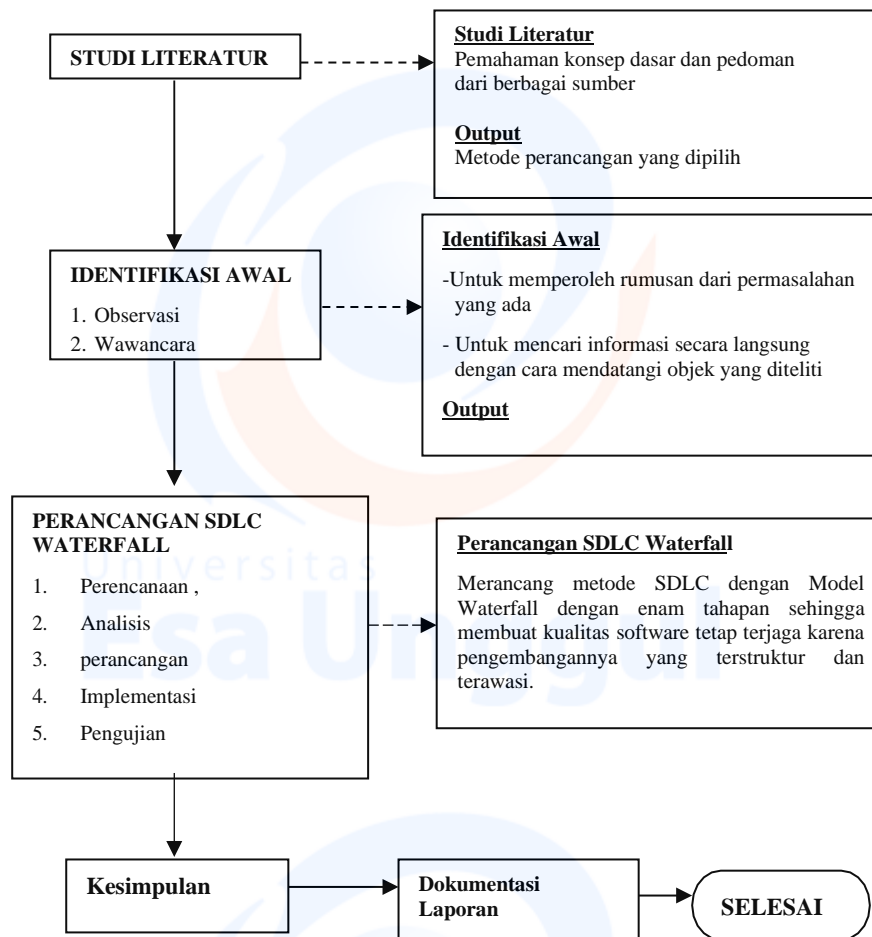 STUDI LITERATUR
Studi Literatur
Pemahaman konsep dasar dan pedoman
dari berbagai sumber
Output
Metode perancangan yang dipilih
IDENTIFIKASI AWAL
1. Observasi
2. Wawancara
Identifikasi Awal
-Untuk memperoleh rumusan dari permasalahan
yang ada
- Untuk mencari informasi secara langsung
dengan cara mendatangi objek yang diteliti
Output
PERANCANGAN SDLC
WATERFALL
1. Perencanaan ,
2. Analisis
3. perancangan
4. Implementasi
5. Pengujian
Perancangan SDLC Waterfall
Merancang metode SDLC dengan Model
Waterfall dengan enam tahapan sehingga
membuat kualitas software tetap terjaga karena
pengembangannya yang terstruktur dan
terawasi.
Universitas
Esa Unggul
Kesimpulan
Dokumentasi
Laporan
SELESAI